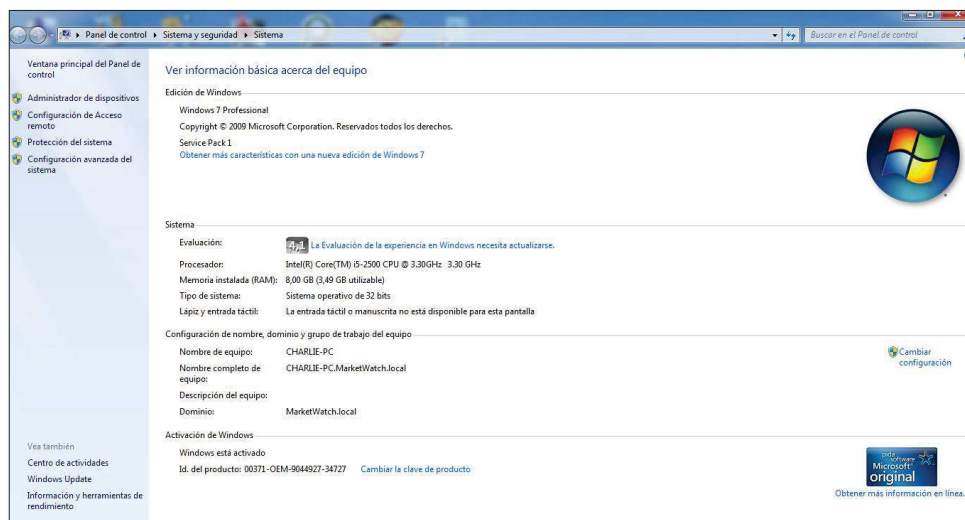 Panel de control ▸ Sistema y seguridad ▸ Sistema
Buscar en el Panel de control
Ventana principal del Panel de
control
Administrador de dispositivos
Configuración de Acceso
remoto
Protección del sistema
Configuración avanzada del
sistema
Ver información básica acerca del equipo
Edición de Windows
Windows 7 Professional
Copyright © 2009 Microsoft Corporation. Reservados todos los derechos.
Service Pack 1
Obtener más características con una nueva edición de Windows 7
Sistema
Evaluación: 4,1 La Evaluación de la experiencia en Windows necesita actualizarse.
Procesador: Intel(R) Core(TM) i5-2500 CPU @ 3.30GHz 3.30 GHz
Memoria instalada (RAM): 8,00 GB (3,49 GB utilizable)
Tipo de sistema: Sistema operativo de 32 bits
Lápiz y entrada táctil: La entrada táctil o manuscrita no está disponible para esta pantalla
Configuración de nombre, dominio y grupo de trabajo del equipo
Nombre de equipo: CHARLIE-PC
Cambiar
configuración
Nombre completo de
equipo: CHARLIE-PC.MarketWatch.local
Descripción del equipo:
Dominio: MarketWatch.local
Activación de Windows
Windows está activado
Id. del producto: 00371-OEM-9044927-34727 Cambiar la clave de producto
pida
software
Microsoft
original
Obtener más información en línea.
Vea también
Centro de actividades
Windows Update
Información y herramientas de
rendimiento